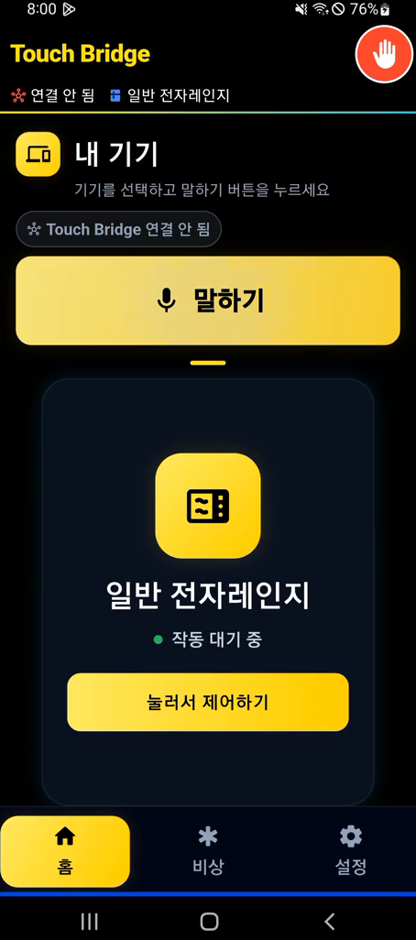 8:00 76%
Touch Bridge
연결 안 됨 일반 전자레인지
내 기기
기기를 선택하고 말하기 버튼을 누르세요
Touch Bridge 연결 안 됨
말하기
일반 전자레인지
작동 대기 중
눌러서 제어하기
홈 비상 설정